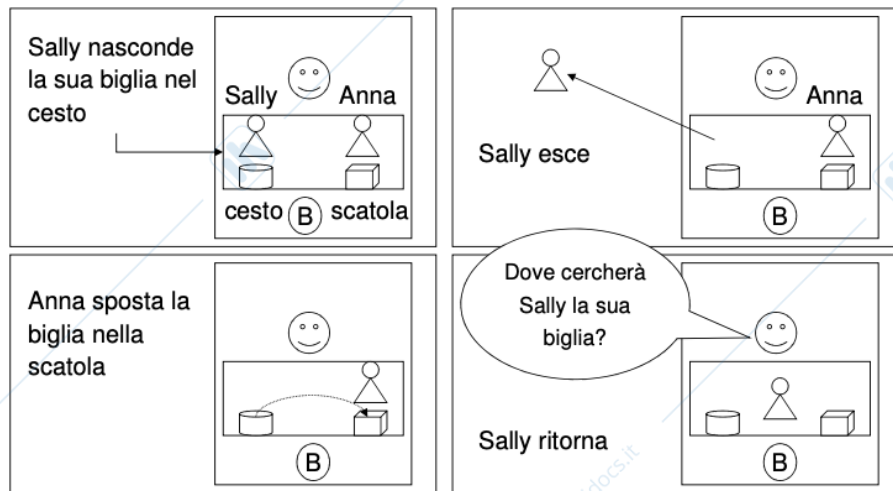 Sally nasconde
la sua biglia nel
cesto
Sally Anna
cesto B scatola
Anna
Sally esce
B
Anna sposta la
biglia nella
scatola
B
Dove cercherà
Sally la sua
biglia?
Sally ritorna
B